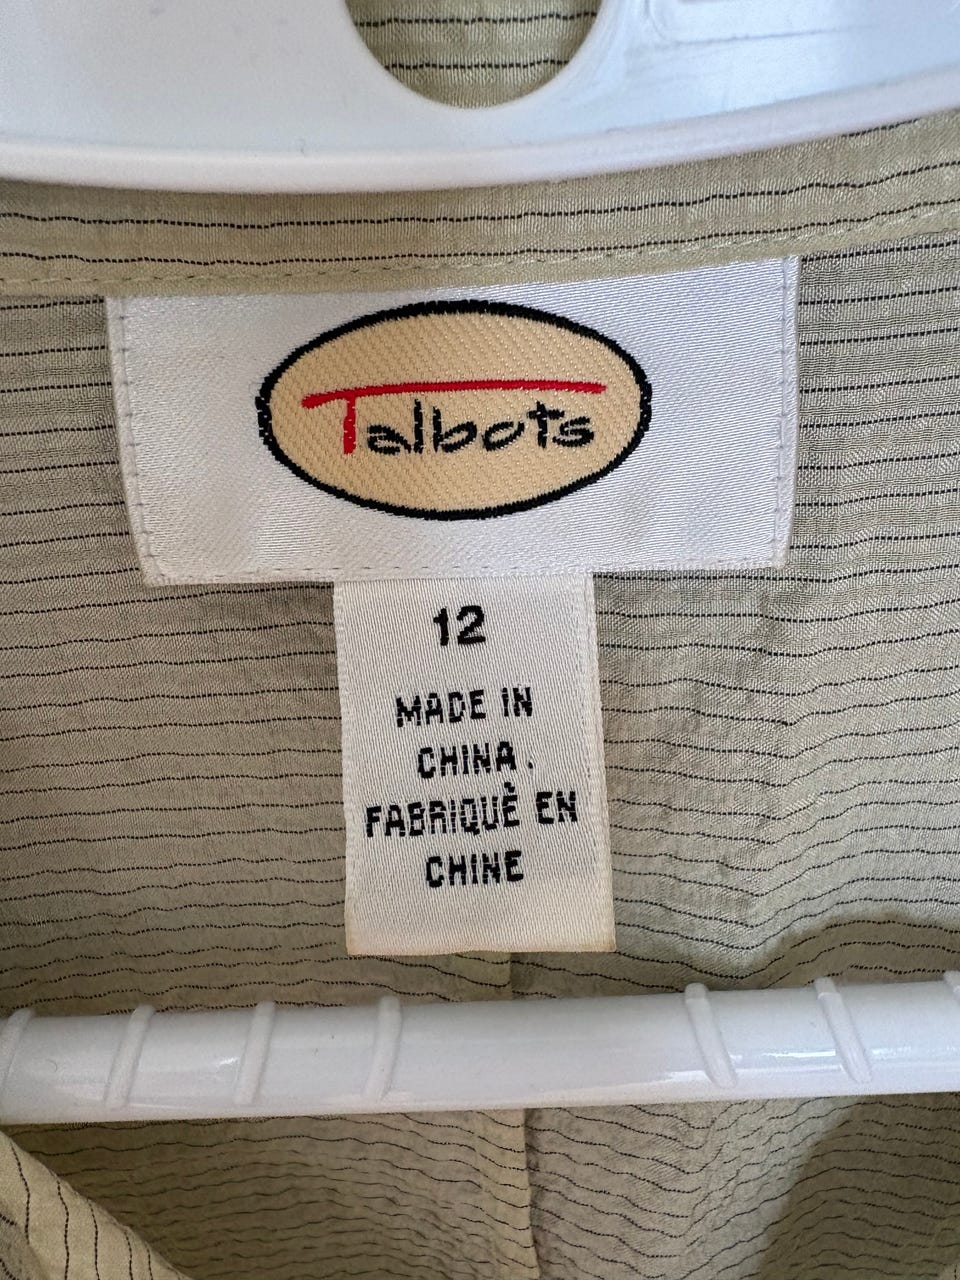 Talbots
12
MADE IN
CHINA.
FABRIQUÈ EN
CHINE